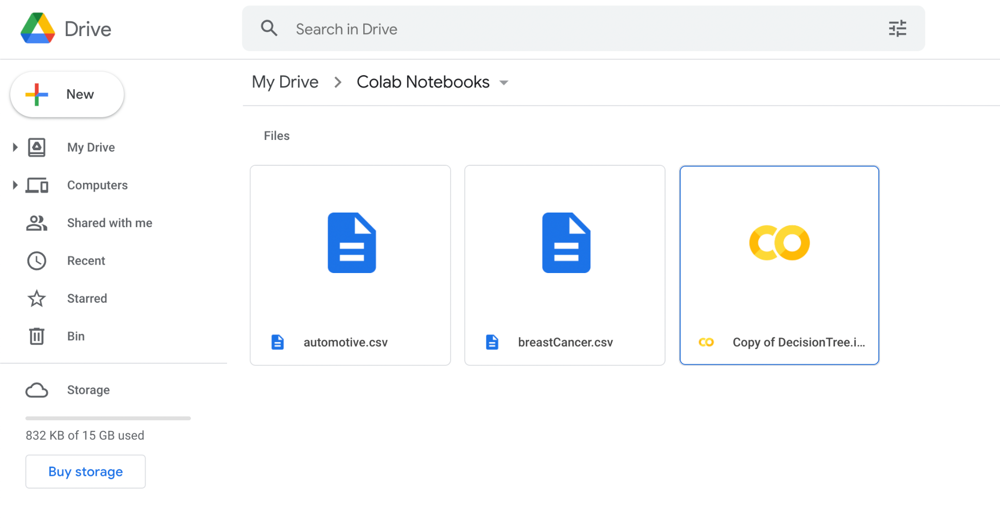 Drive
Search in Drive
New
My Drive
Computers
Shared with me
Recent
Starred
Bin
Storage
832 KB of 15 GB used
Buy storage
My Drive > Colab Notebooks
Files
automotive.csv
breastCancer.csv
Copy of DecisionTree.i...